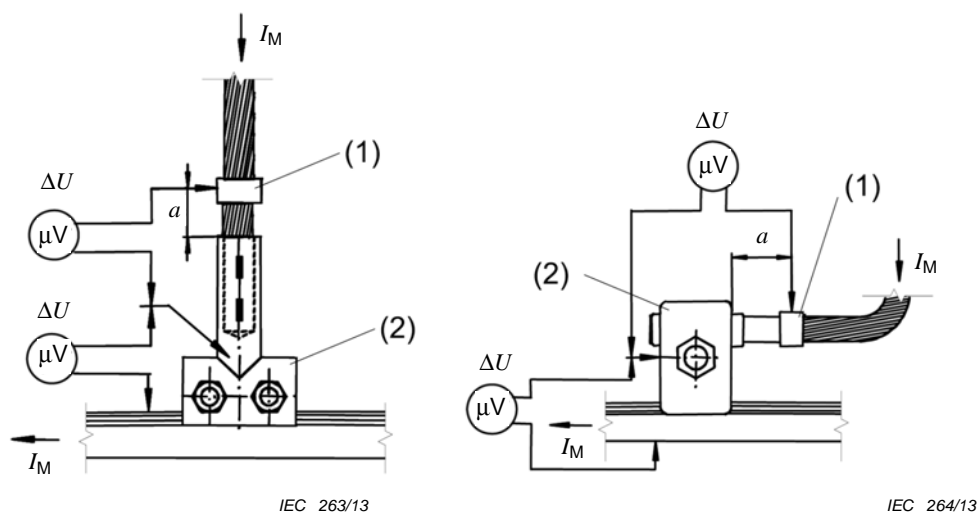 I_M
(1)
ΔU
a
µV
ΔU
(2)
µV
I_M
IEC 263/13
ΔU
µV
(1)
a
(2)
I_M
ΔU
µV
I_M
IEC 264/13